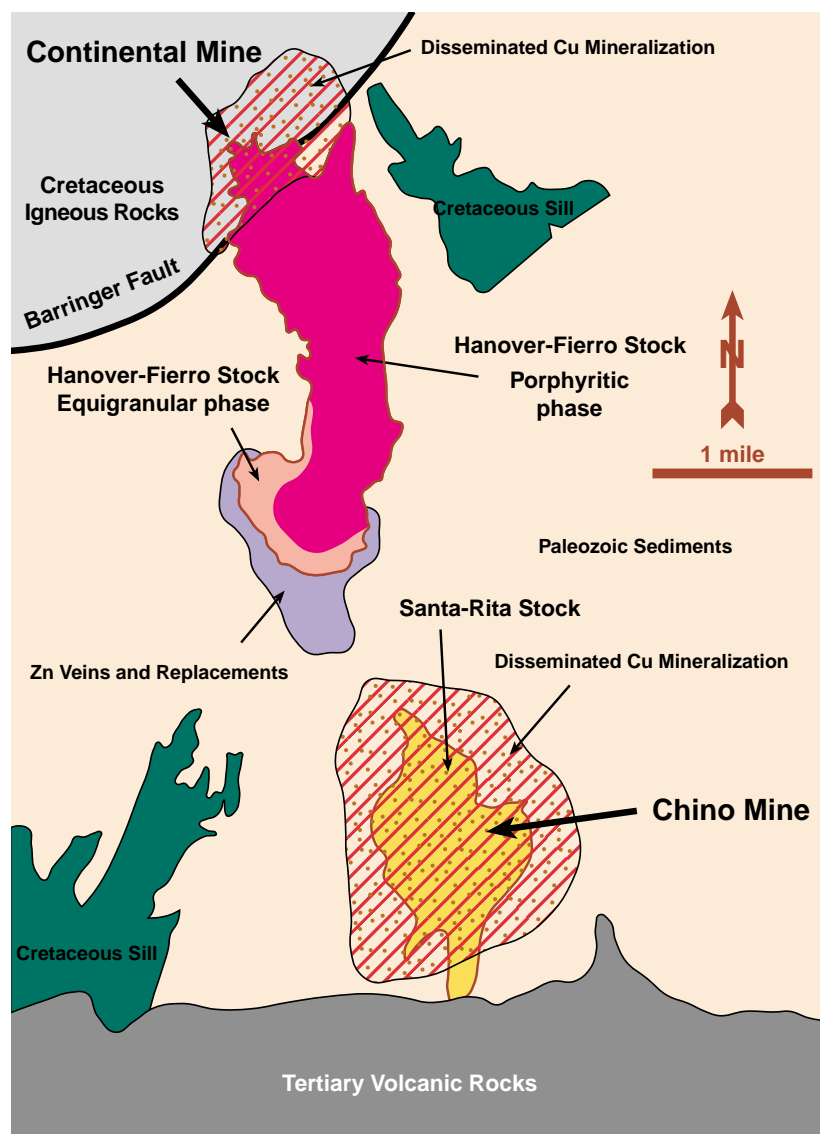 Continental Mine
Disseminated Cu Mineralization
Cretaceous
Igneous Rocks
Cretaceous Sill
Barringer Fault
Hanover-Fierro Stock
Porphyritic
phase
N
1 mile
Hanover-Fierro Stock
Equigranular phase
Paleozoic Sediments
Santa-Rita Stock
Zn Veins and Replacements
Disseminated Cu Mineralization
Chino Mine
Cretaceous Sill
Tertiary Volcanic Rocks